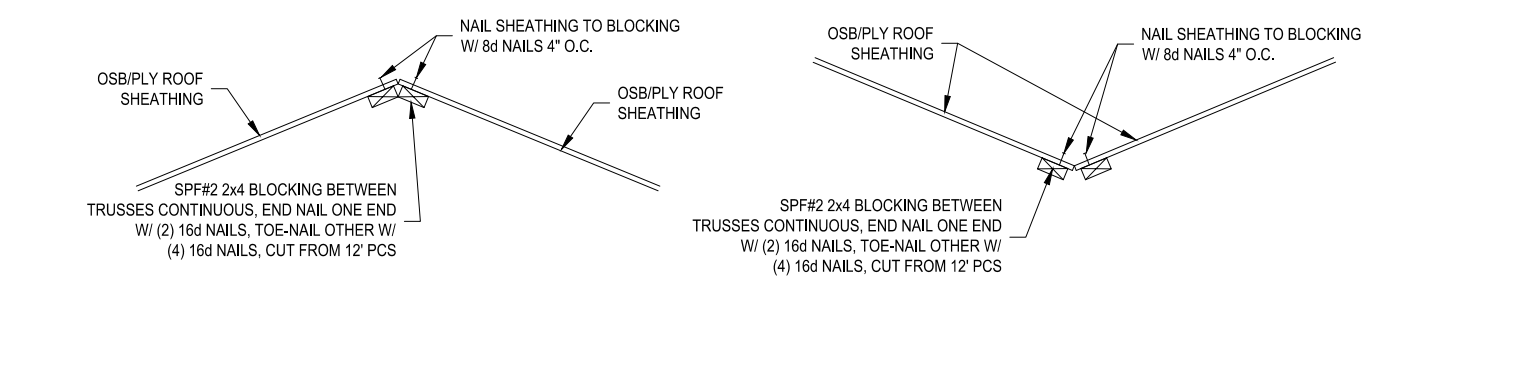 NAIL SHEATHING TO BLOCKING
W/ 8d NAILS 4" O.C.
OSB/PLY ROOF
SHEATHING
OSB/PLY ROOF
SHEATHING
SPF#2 2x4 BLOCKING BETWEEN
TRUSSES CONTINUOUS, END NAIL ONE END
W/ (2) 16d NAILS, TOE-NAIL OTHER W/
(4) 16d NAILS, CUT FROM 12' PCS
OSB/PLY ROOF
SHEATHING
NAIL SHEATHING TO BLOCKING
W/ 8d NAILS 4" O.C.
SPF#2 2x4 BLOCKING BETWEEN
TRUSSES CONTINUOUS, END NAIL ONE END
W/ (2) 16d NAILS, TOE-NAIL OTHER W/
(4) 16d NAILS, CUT FROM 12' PCS